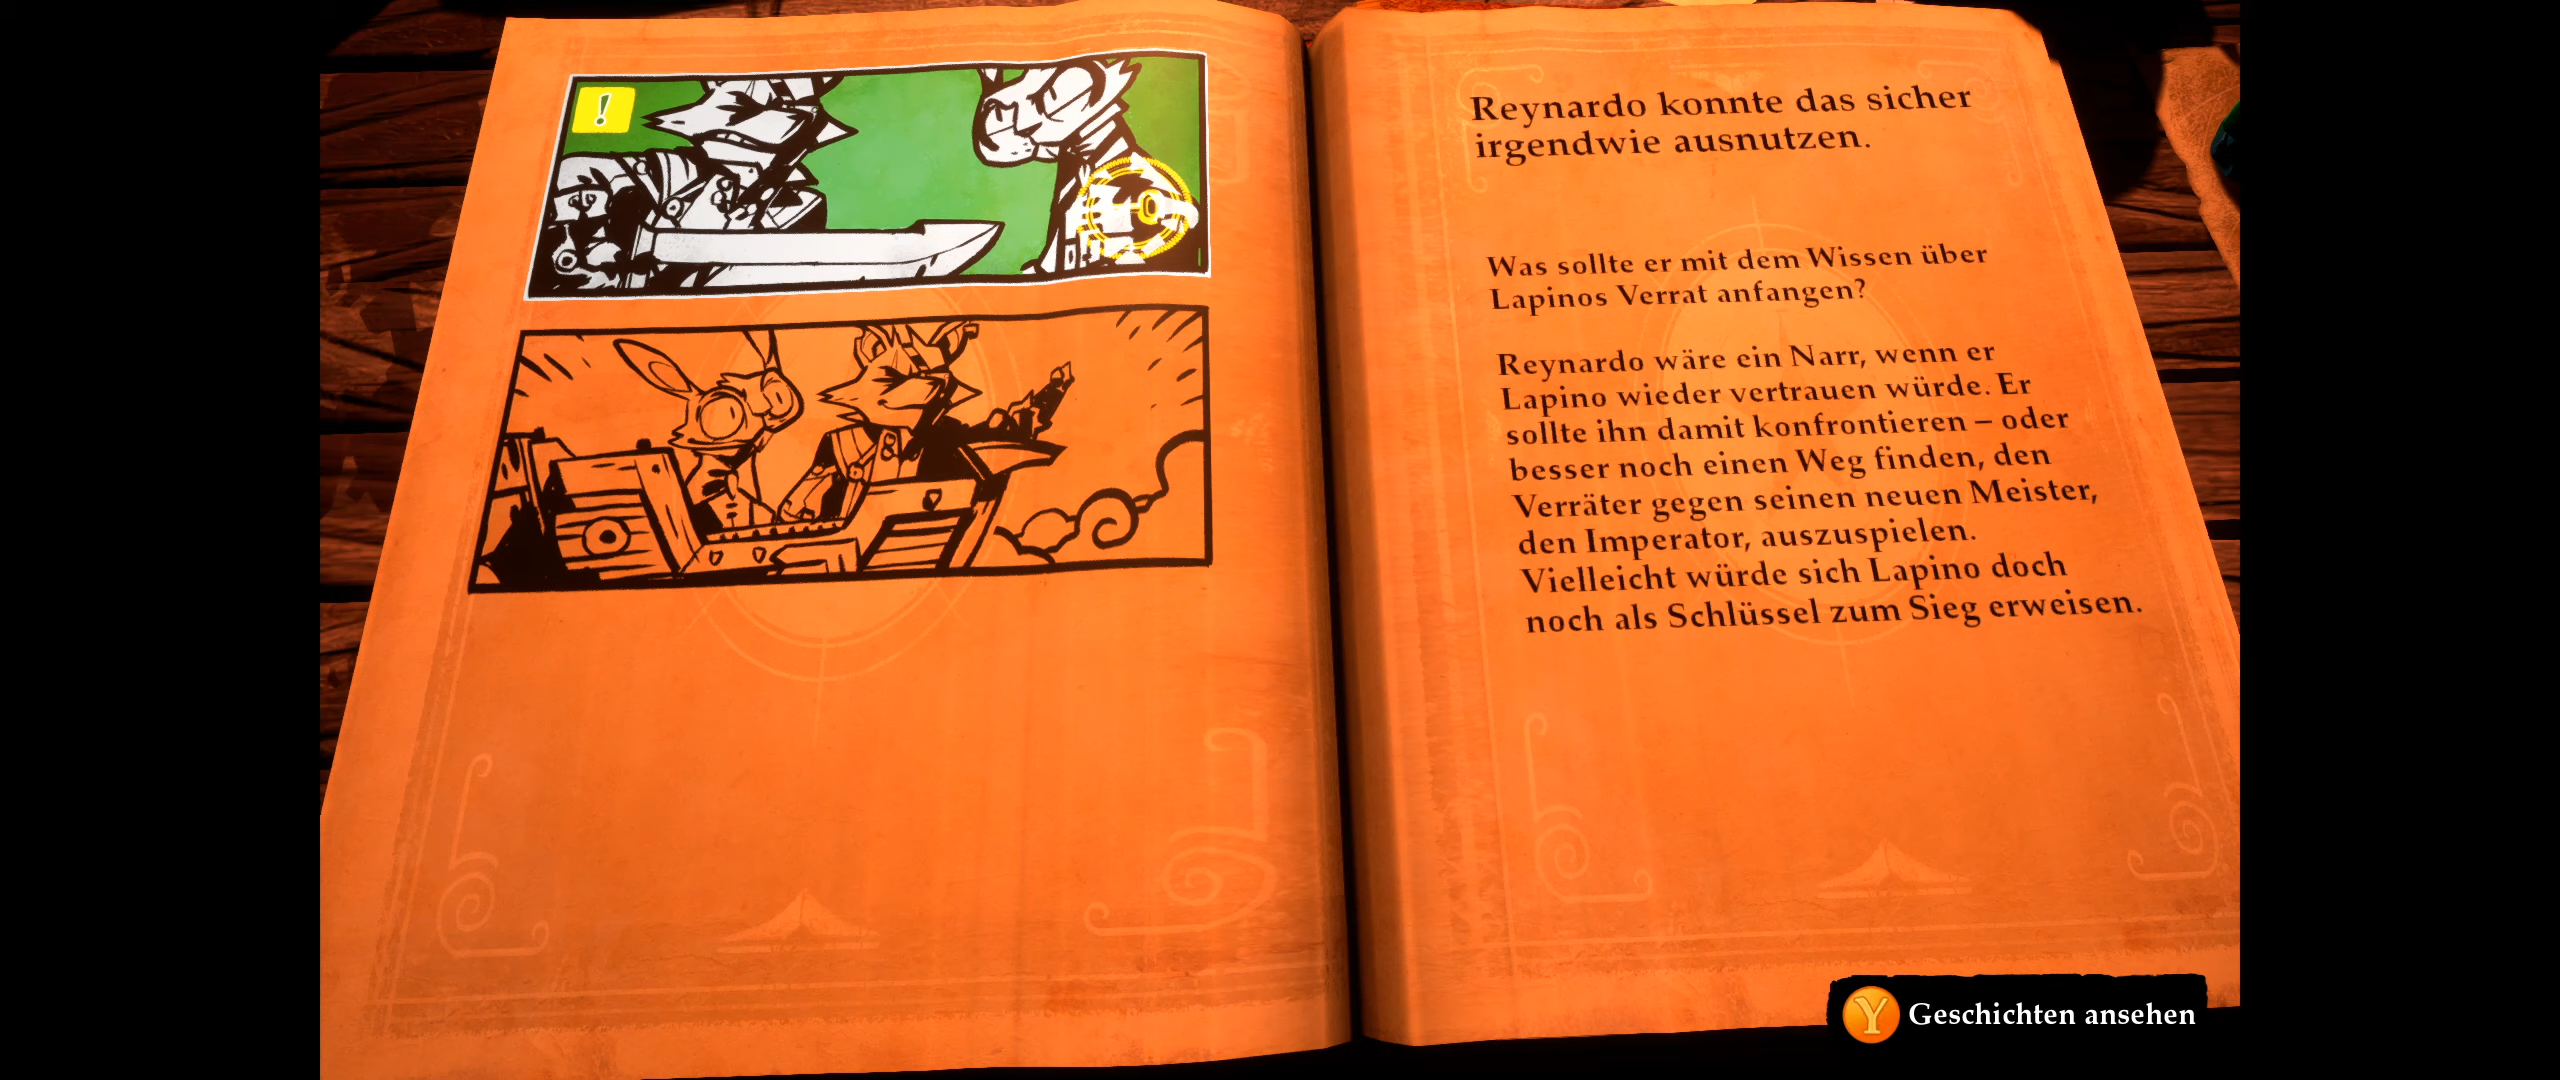 !
Reynardo konnte das sicher
irgendwie ausnutzen.
Was sollte er mit dem Wissen über
Lapinos Verrat anfangen?
Reynardo wäre ein Narr, wenn er
Lapino wieder vertrauen würde. Er
sollte ihn damit konfrontieren – oder
besser noch einen Weg finden, den
Verräter gegen seinen neuen Meister,
den Imperator, auszuspielen.
Vielleicht würde sich Lapino doch
noch als Schlüssel zum Sieg erweisen.
Y Geschichten ansehen